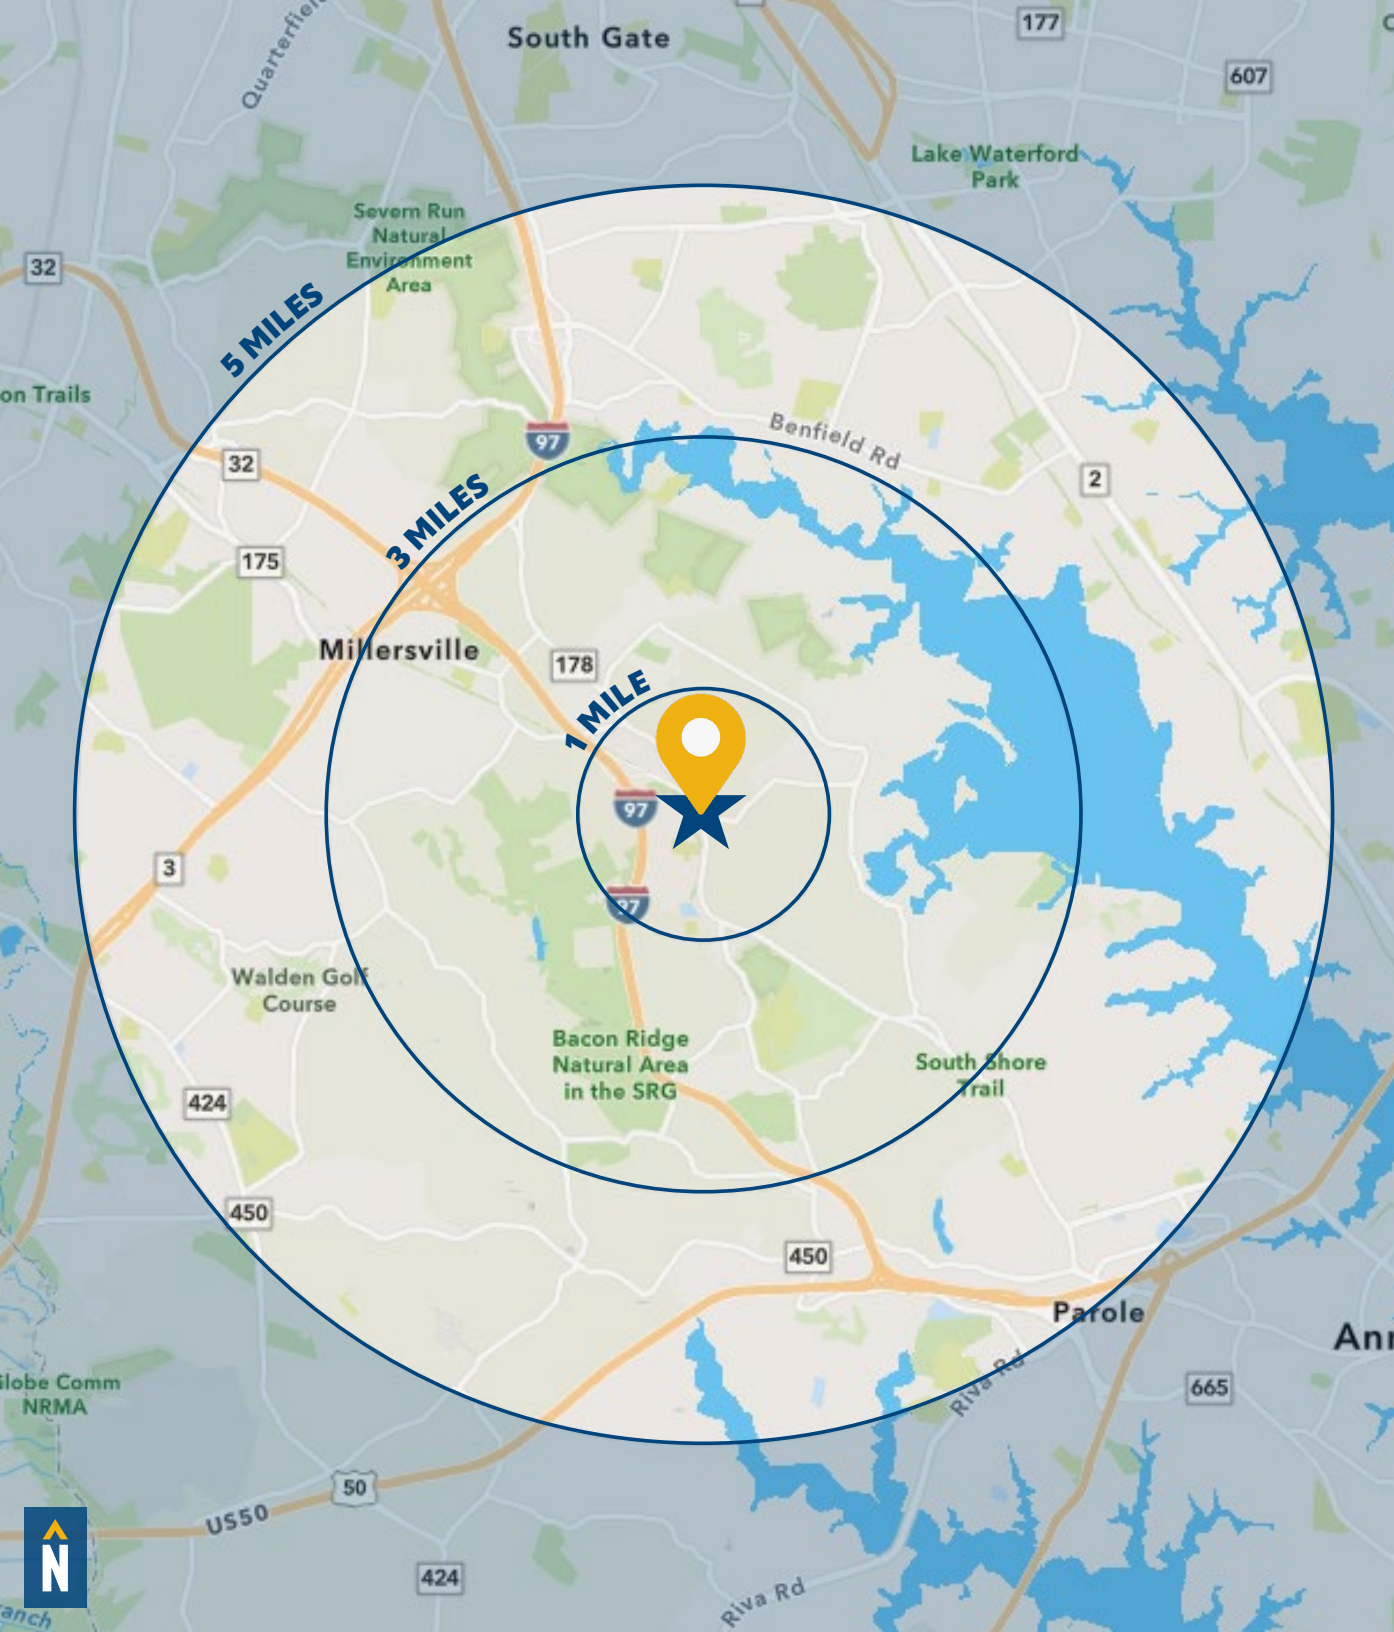 South Gate
177
607
Quarterfiel
Lake Waterford
Park
Severn Run
Natural
Environment
Area
32
5 MILES
on Trails
Benfield Rd
97
32
2
3 MILES
175
Millersville
178
1 MILE
97
3
97
Walden Golf
Course
Bacon Ridge
Natural Area
in the SRG
South Shore
Trail
424
450
450
Parole
Ann
Riva Rd
Globe Comm
NRMA
665
50
US50
N
424
Riva Rd
anch